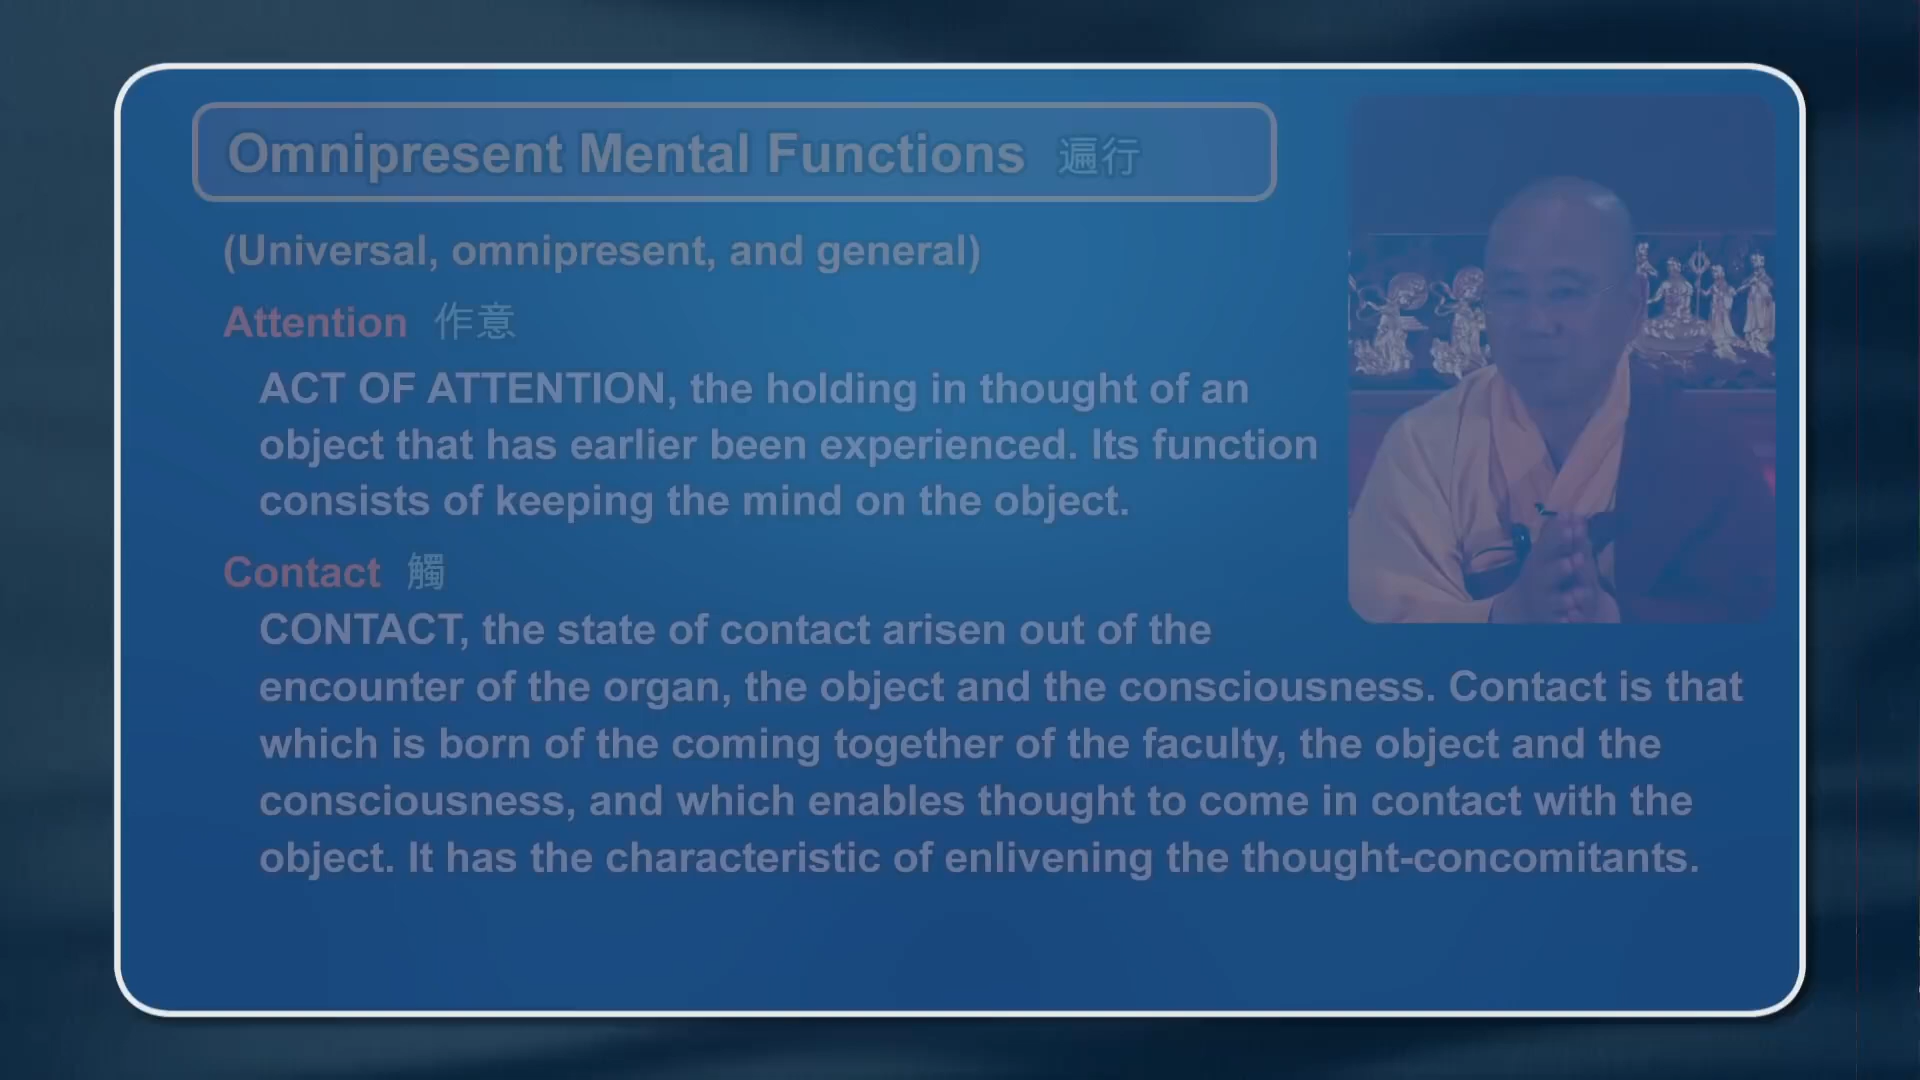 Omnipresent Mental Functions 遍行
(Universal, omnipresent, and general)
Attention 作意
ACT OF ATTENTION, the holding in thought of an
object that has earlier been experienced. Its function
consists of keeping the mind on the object.
Contact 觸
CONTACT, the state of contact arisen out of the
encounter of the organ, the object and the consciousness. Contact is that
which is born of the coming together of the faculty, the object and the
consciousness, and which enables thought to come in contact with the
object. It has the characteristic of enlivening the thought-concomitants.